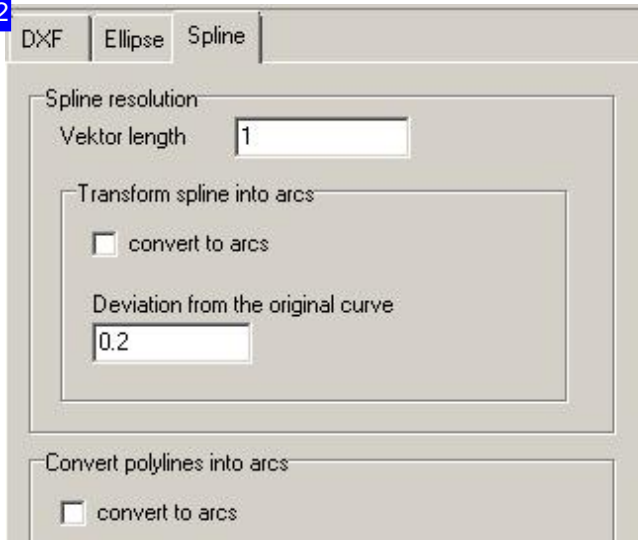 2
DXF Ellipse Spline
Spline resolution
Vektor length 1
Transform spline into arcs
convert to arcs
Deviation from the original curve
0.2
Convert polylines into arcs
convert to arcs